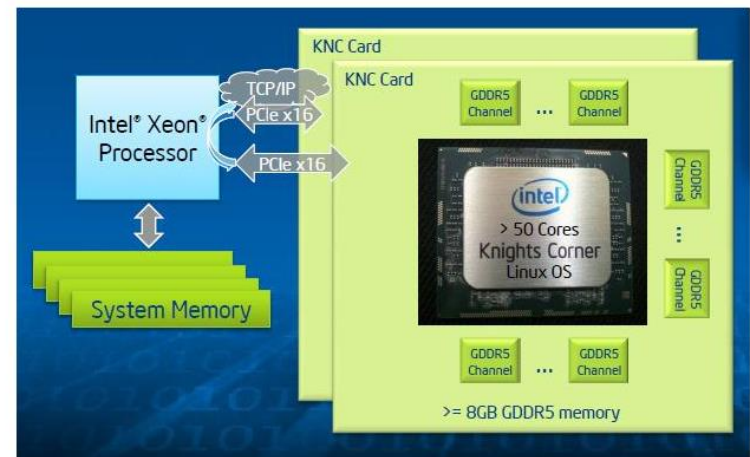 KNC Card
KNC Card
TCP/IP
PCIe x16
PCIe x16
Intel® Xeon®
Processor
System Memory
GDDR5
Channel
...
GDDR5
Channel
GDDR5
Channel
...
GDDR5
Channel
intel
> 50 Cores
Knights Corner
Linux OS
GDDR5
Channel
...
GDDR5
Channel
>= 8GB GDDR5 memory